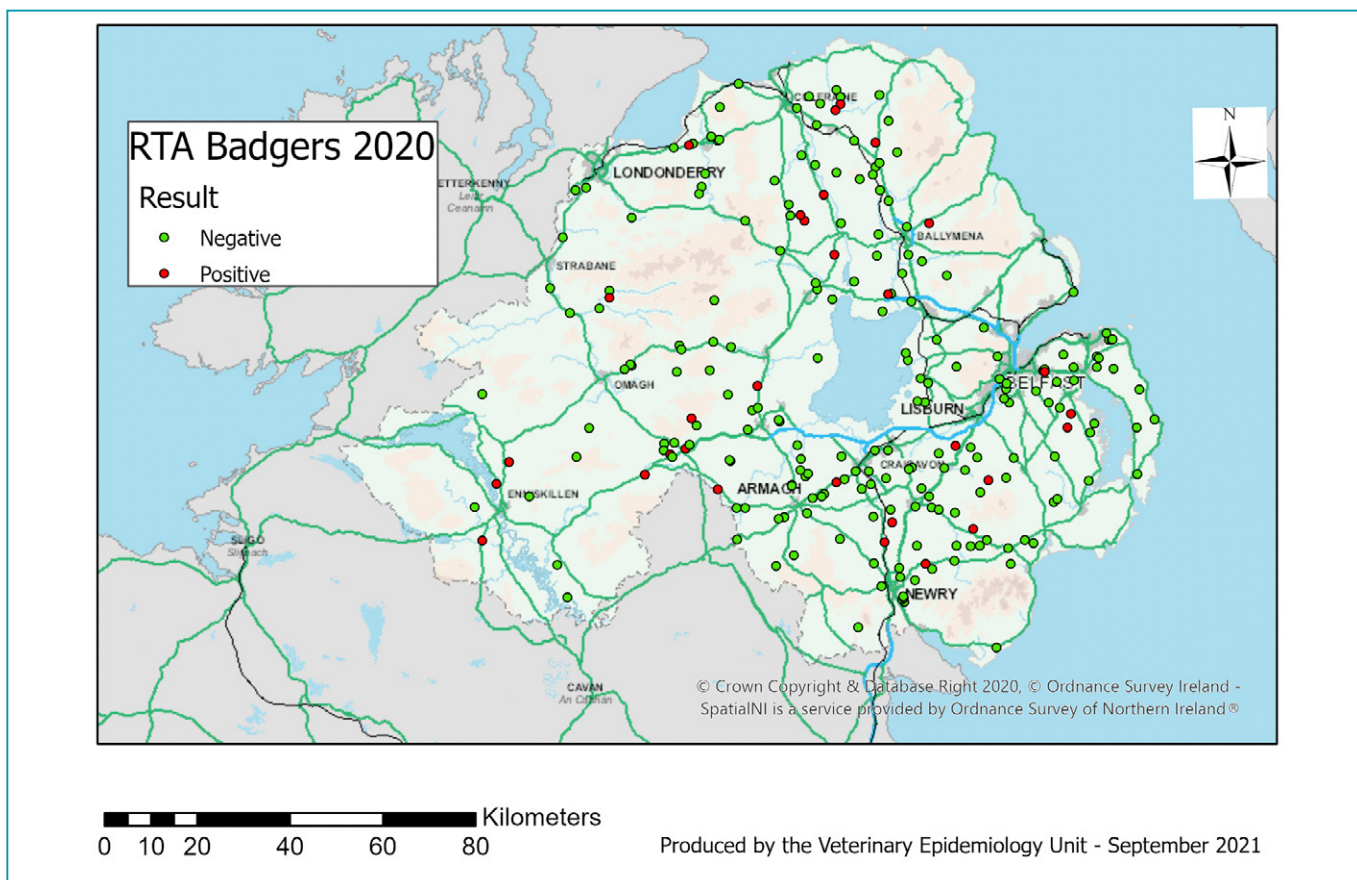 RTA Badgers 2020
Result
Negative
Positive
N
COLERAINE
LONDONDERRY
ETTERKENNY
Leitir
Ceanainn
BALLYMENA
STRABANE
OMAGH
BELFAST
LISBURN
CRAIGAVON
ARMAGH
ENNISKILLEN
SLIGO
Sligeach
NEWRY
CAVAN
An Cabhán
© Crown Copyright & Database Right 2020, © Ordnance Survey Ireland -
SpatialNI is a service provided by Ordnance Survey of Northern Ireland®
Kilometers
0 10 20 40 60 80
Produced by the Veterinary Epidemiology Unit - September 2021